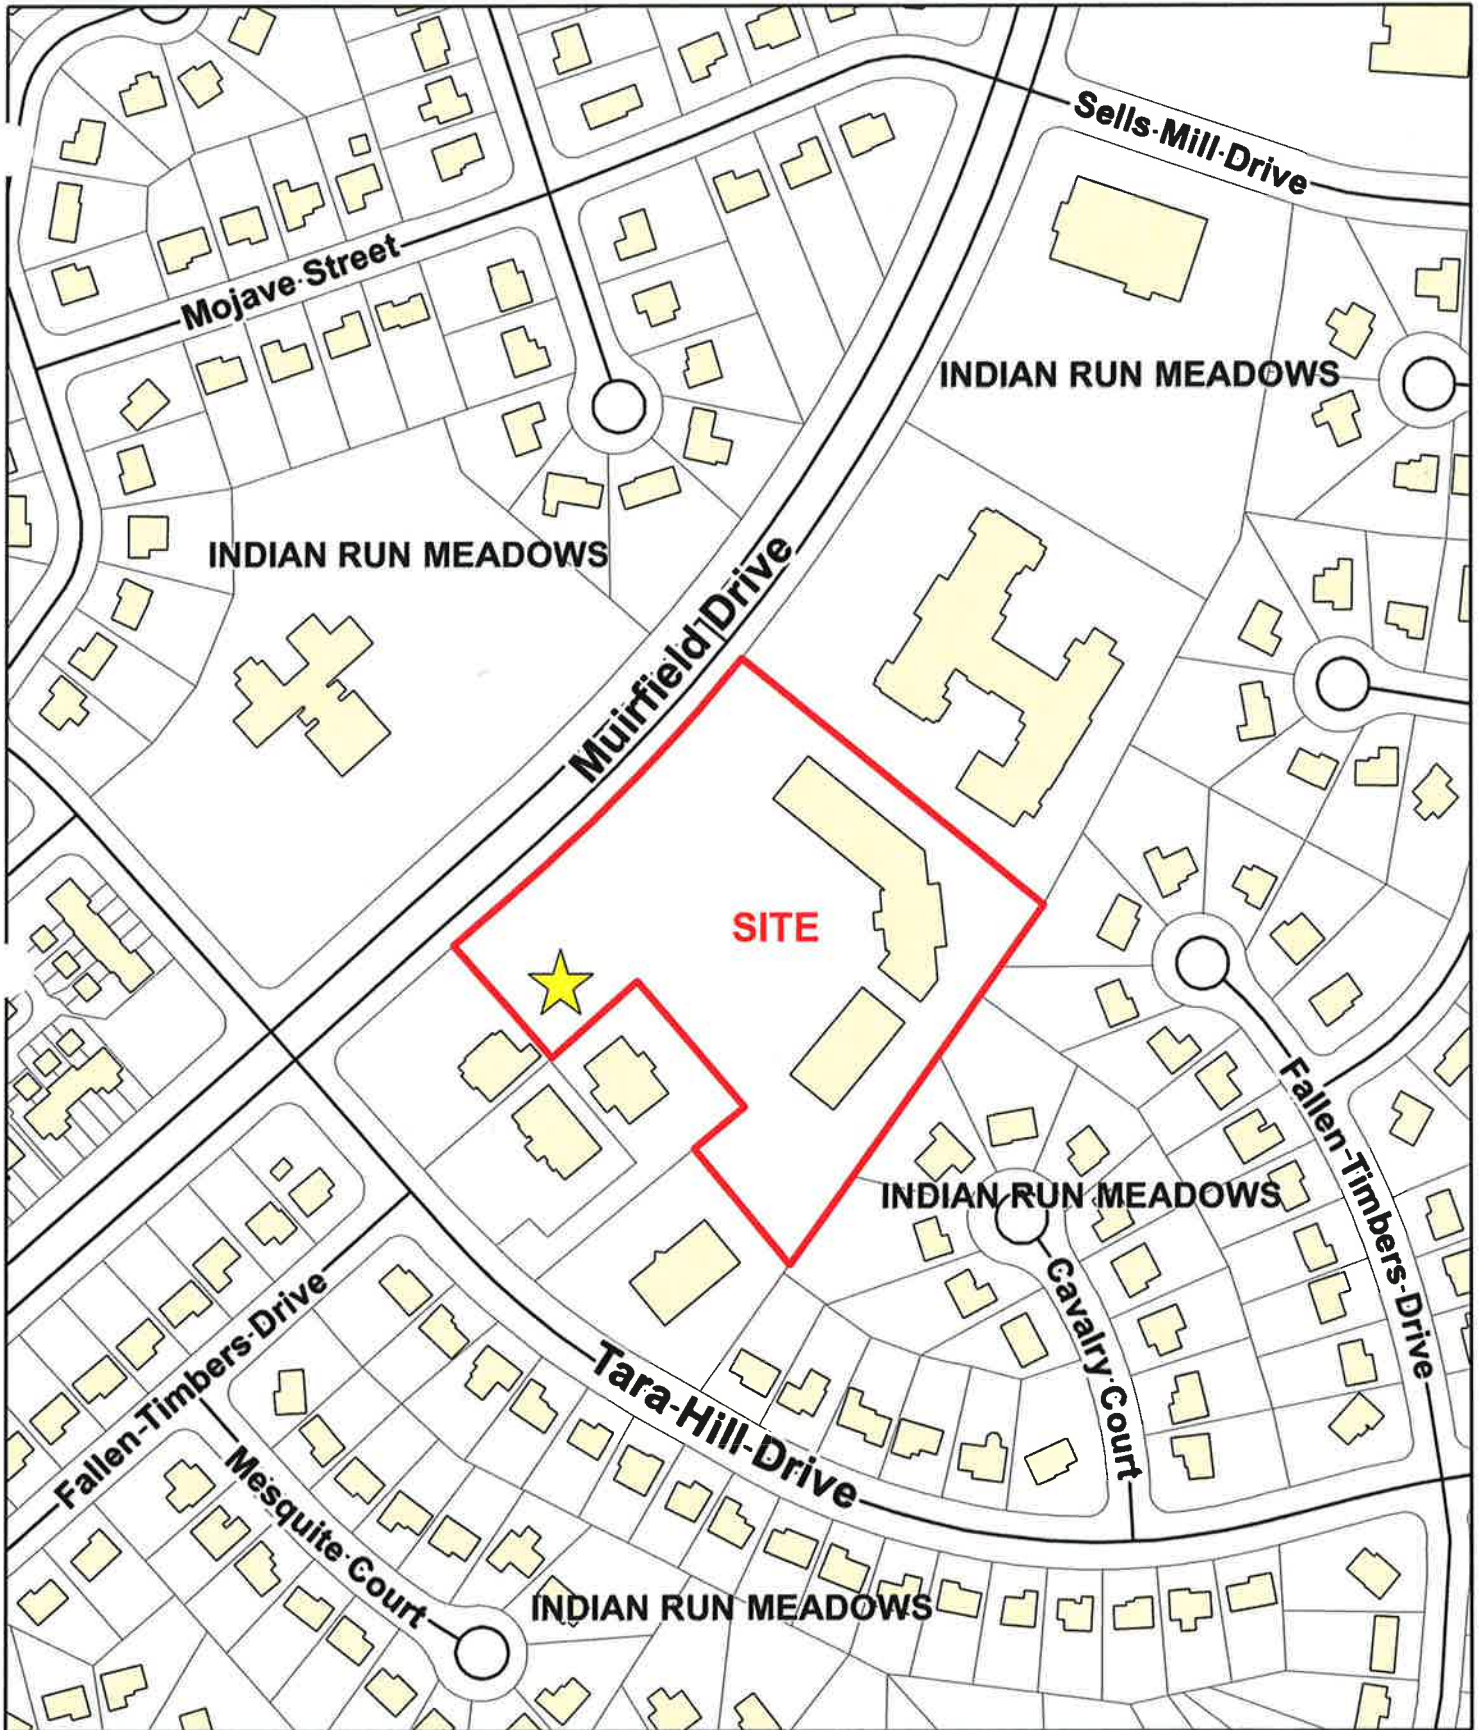 Sells-Mill-Drive
Mojave-Street
INDIAN RUN MEADOWS
INDIAN RUN MEADOWS
Muirfield Drive
SITE
Fallen-Timbers-Drive
INDIAN RUN MEADOWS
Cavalry Court
Fallen-Timbers-Drive
Tara-Hill-Drive
Mesquite Court
INDIAN RUN MEADOWS